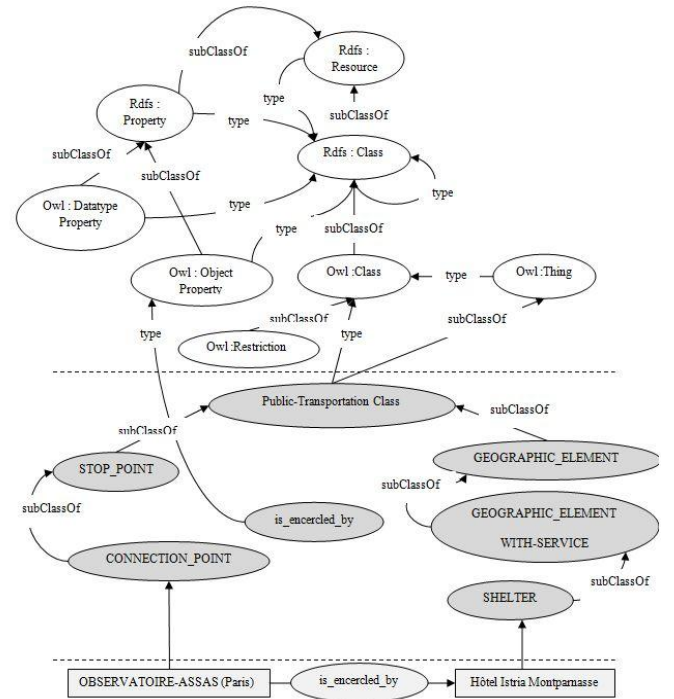 subClassOf
Rdfs :
Resource
Rdfs :
Property
type
subClassOf
type
subClassOf
Rdfs : Class
subClassOf
type
Owl : Datatype
Property
type
type
subClassOf
Owl : Object
Property
Owl :Class
type
Owl :Thing
type
subClassOf
subClassOf
type
Owl :Restriction
Public-Transportation Class
subClassOf
subClassOf
STOP_POINT
GEOGRAPHIC_ELEMENT
subClassOf
subClassOf
is_encercled_by
GEOGRAPHIC_ELEMENT
WITH-SERVICE
CONNECTION_POINT
subClassOf
SHELTER
OBSERVATOIRE-ASSAS (Paris)
is_encercled_by
Hôtel Istria Montparnasse